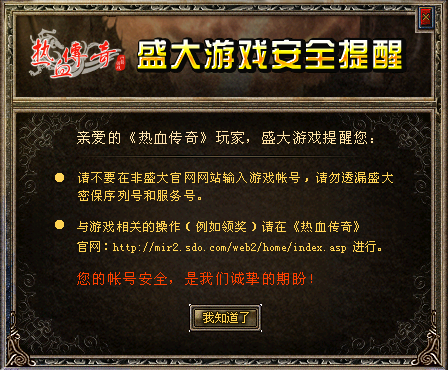 热血傳奇
盛大游戏安全提醒
亲爱的《热血传奇》玩家，盛大游戏提醒您：
请不要在非盛大官网网站输入游戏帐号，请勿透漏盛大
密保序列号和服务号。
与游戏相关的操作（例如领奖）请在《热血传奇》
官网：http://mir2.sdo.com/web2/home/index.asp 进行。
您的帐号安全，是我们诚挚的期盼！
我知道了